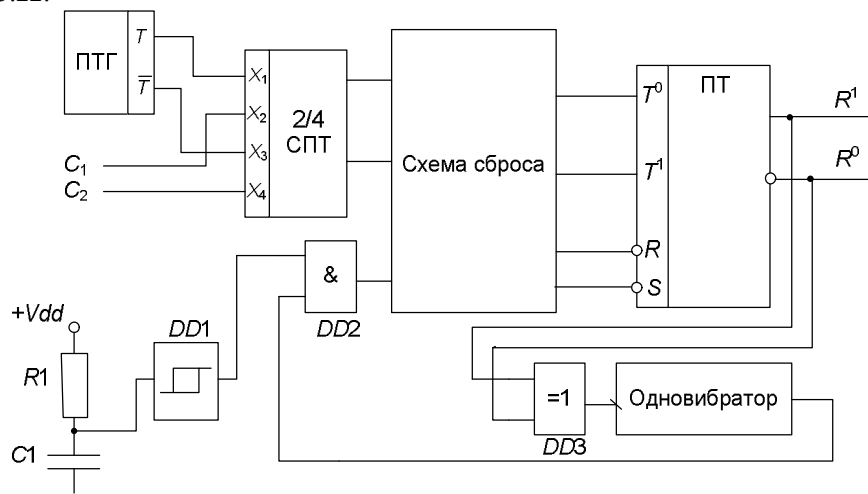 ПТГ
T
T̅
X₁
X₂
X₃
X₄
2/4
СПТ
C₁
C₂
Схема сброса
T⁰
T¹
R
S
ПТ
R¹
R⁰
&
DD2
+Vdd
R1
C1
DD1
=1
DD3
Одновибратор